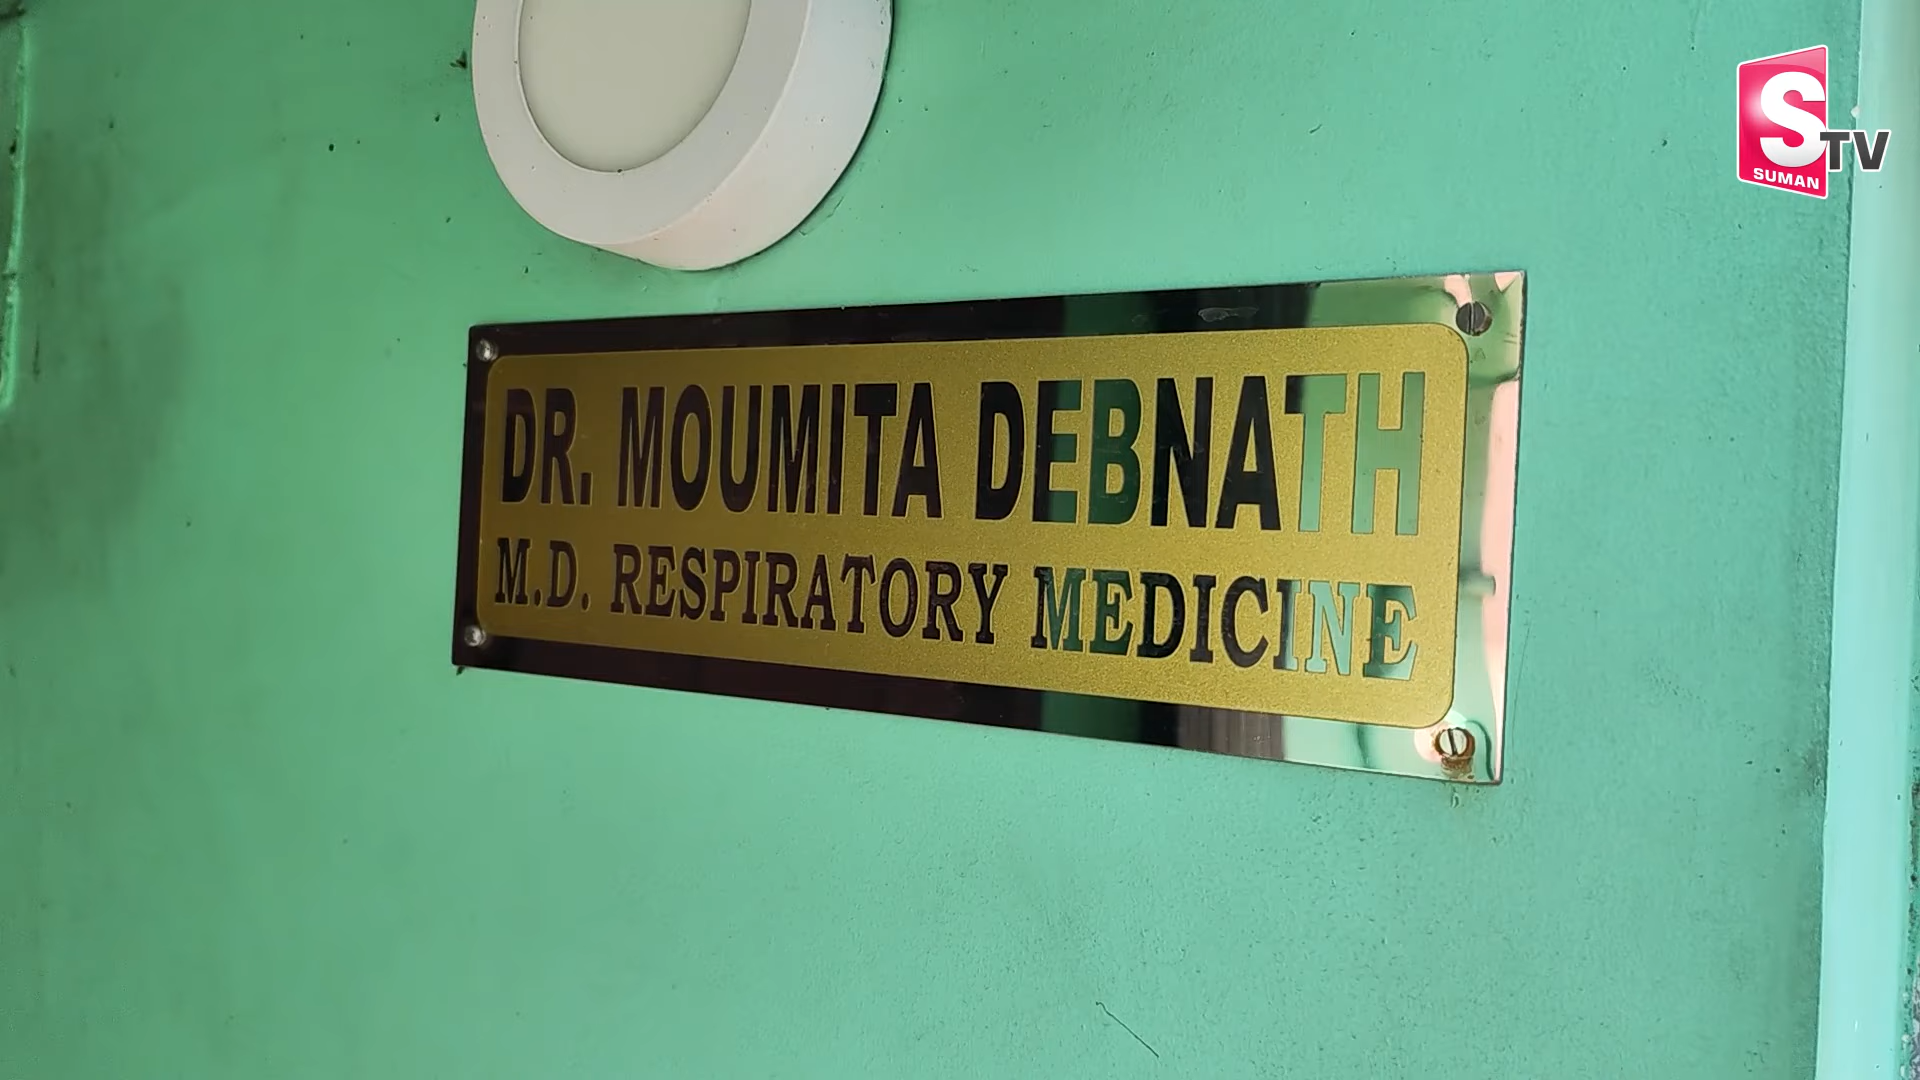 S
TV
SUMAN
DR. MOUMITA DEBNATH
M.D. RESPIRATORY MEDICINE